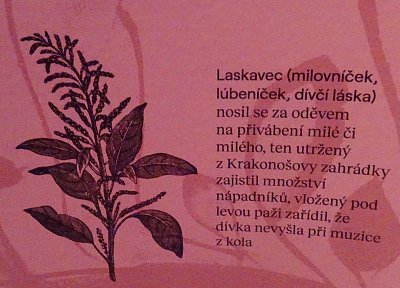 Laskavec (milovníček,
lúbeníček, dívčí láska)
nosil se za oděvem
na přivábení milé či
milého, ten utržený
z Krakonošovy zahrádky
zajistil množství
nápadníků, vložený pod
levou paži zařídil, že
dívka nevyšla při muzice
z kola